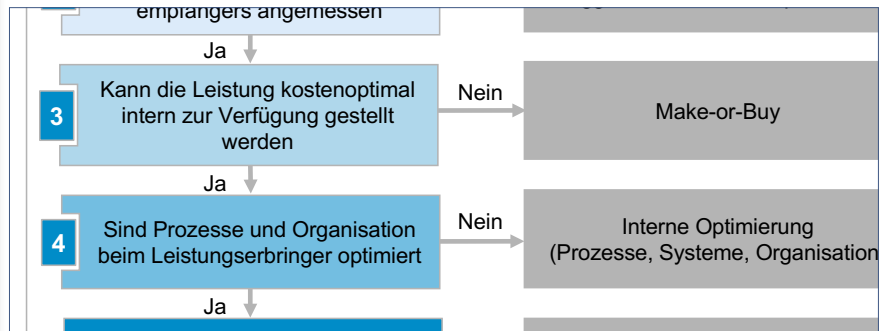 empfängers angemessen
Ja
3
Kann die Leistung kostenoptimal
intern zur Verfügung gestellt
werden
Nein
Make-or-Buy
Ja
4
Sind Prozesse und Organisation
beim Leistungserbringer optimiert
Nein
Interne Optimierung
(Prozesse, Systeme, Organisation
Ja